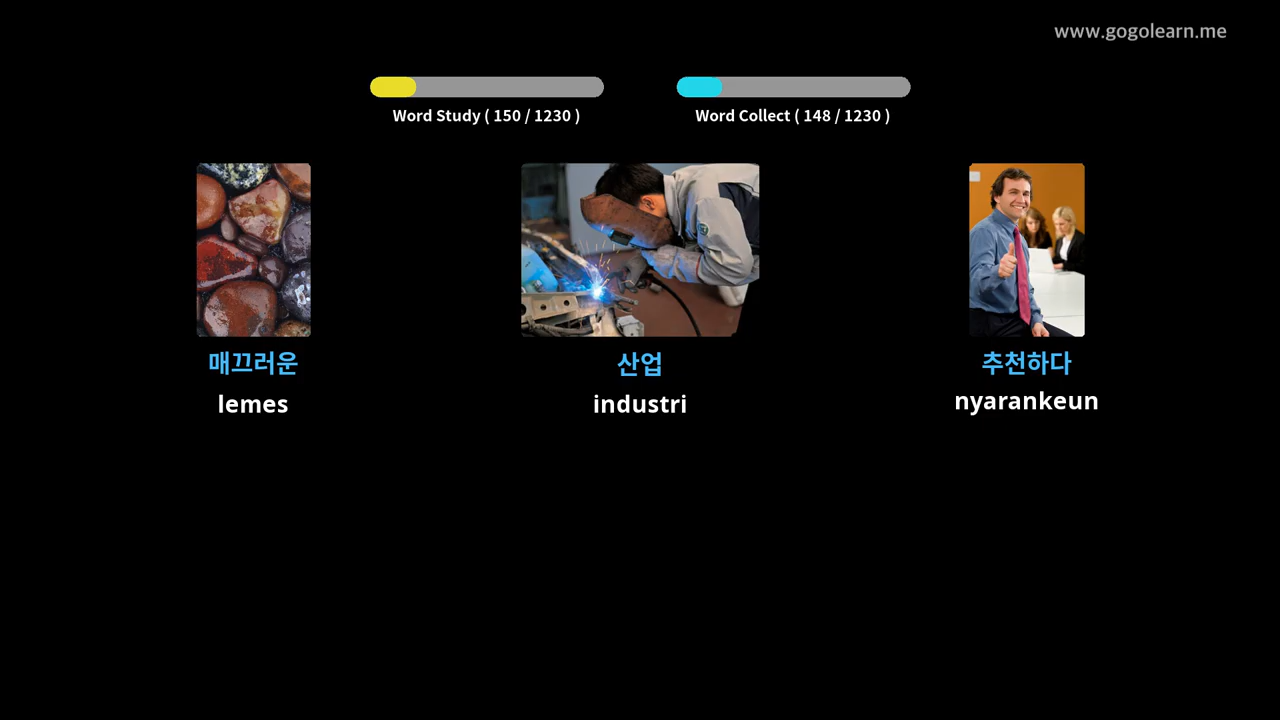 www.gogolearn.me
Word Study ( 150 / 1230 )
Word Collect ( 148 / 1230 )
매끄러운
lemes
산업
industri
추천하다
nyarankeun